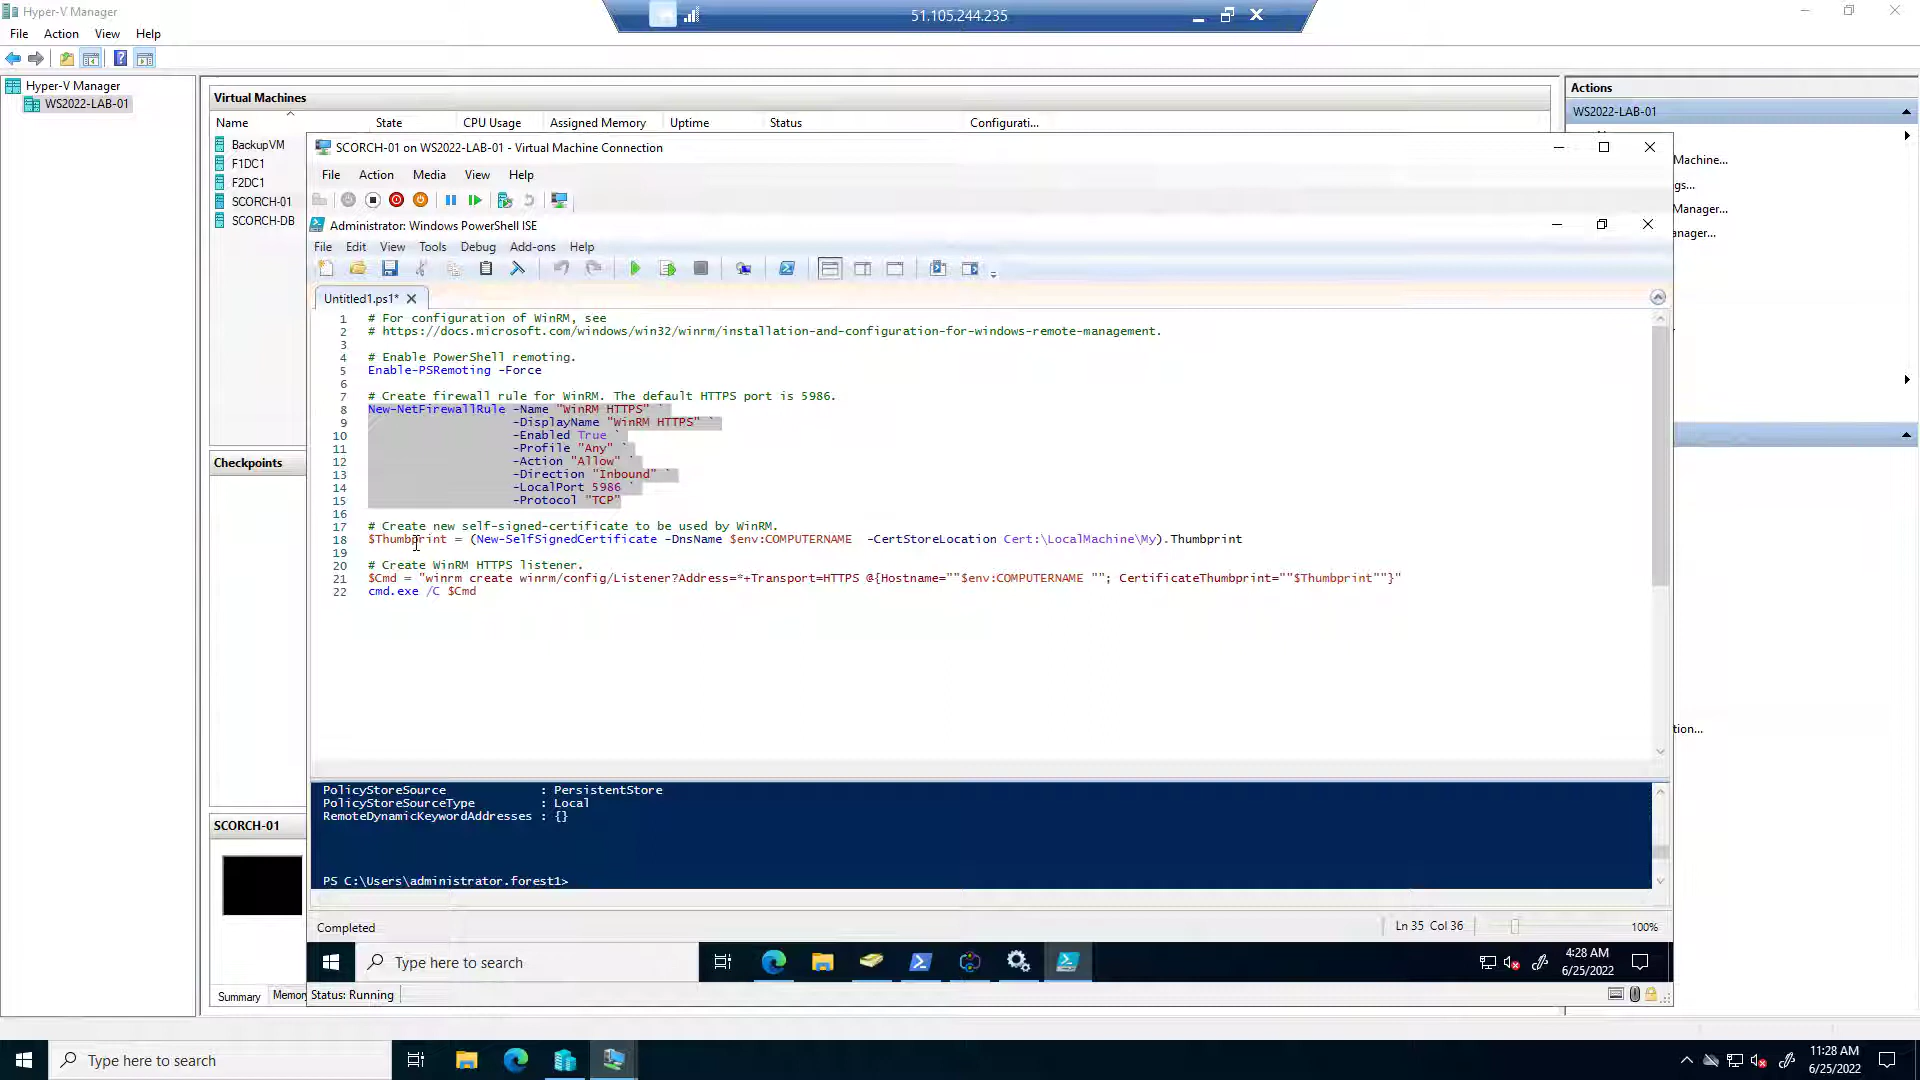 Hyper-V Manager
51.105.244.235
File Action View Help
Hyper-V Manager
WS2022-LAB-01
Virtual Machines
Name State CPU Usage Assigned Memory Uptime Status Configurati...
BackupVM
F1DC1
F2DC1
SCORCH-01
SCORCH-DB
Checkpoints
SCORCH-01
Summary Memory
Actions
WS2022-LAB-01
Machine...
gs...
Manager...
anager...
tion...
SCORCH-01 on WS2022-LAB-01 - Virtual Machine Connection
File Action Media View Help
Administrator: Windows PowerShell ISE
File Edit View Tools Debug Add-ons Help
Untitled1.ps1* X
1 # For configuration of WinRM, see
2 # https://docs.microsoft.com/windows/win32/winrm/installation-and-configuration-for-windows-remote-management.
3
4 # Enable PowerShell remoting.
5 Enable-PSRemoting -Force
6
7 # Create firewall rule for WinRM. The default HTTPS port is 5986.
8 New-NetFirewallRule -Name "WinRM HTTPS" `
9 -DisplayName "WinRM HTTPS" `
10 -Enabled True `
11 -Profile "Any" `
12 -Action "Allow" `
13 -Direction "Inbound" `
14 -LocalPort 5986 `
15 -Protocol "TCP"
16
17 # Create new self-signed-certificate to be used by WinRM.
18 $Thumbprint = (New-SelfSignedCertificate -DnsName $env:COMPUTERNAME -CertStoreLocation Cert:\LocalMachine\My).Thumbprint
19
20 # Create WinRM HTTPS listener.
21 $Cmd = "winrm create winrm/config/Listener?Address=*+Transport=HTTPS @{Hostname=""$env:COMPUTERNAME ""; CertificateThumbprint=""$Thumbprint""}"
22 cmd.exe /C $Cmd
PolicyStoreSource : PersistentStore
PolicyStoreSourceType : Local
RemoteDynamicKeywordAddresses : {}
PS C:\Users\administrator.forest1>
Completed Ln 35 Col 36 100%
Type here to search
4:28 AM
6/25/2022
Status: Running
Type here to search
11:28 AM
6/25/2022